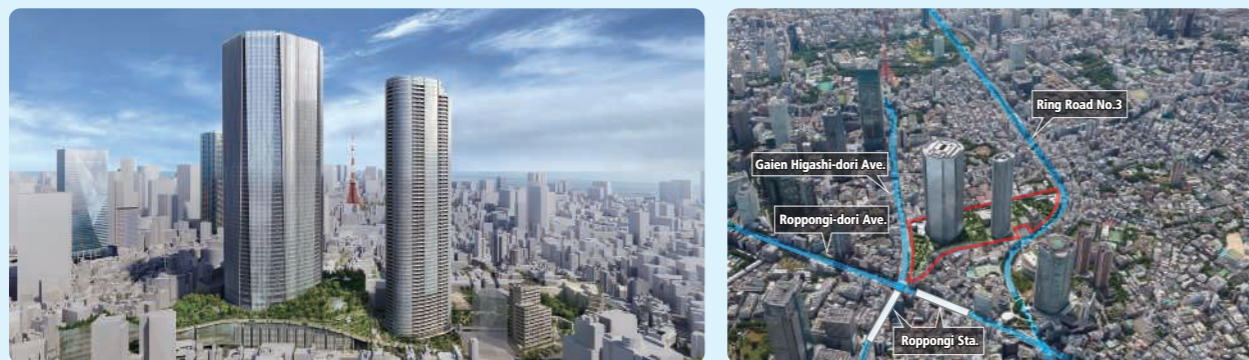 Ring Road No.3
Gaien Higashi-dori Ave.
Roppongi-dori Ave.
Roppongi Sta.